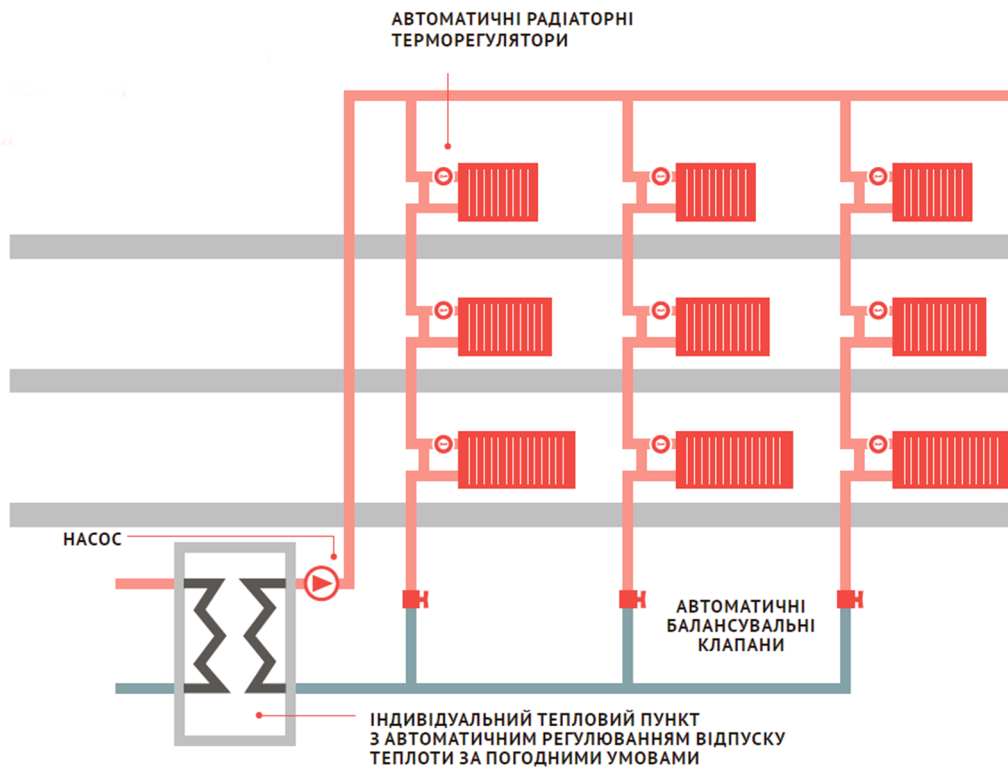 АВТОМАТИЧНІ РАДІАТОРНІ
ТЕРМОРЕГУЛЯТОРИ
НАСОС
АВТОМАТИЧНІ
БАЛАНСУВАЛЬНІ
КЛАПАНИ
ІНДИВІДУАЛЬНИЙ ТЕПЛОВИЙ ПУНКТ
З АВТОМАТИЧНИМ РЕГУЛЮВАННЯМ ВІДПУСКУ
ТЕПЛОТИ ЗА ПОГОДНИМИ УМОВАМИ